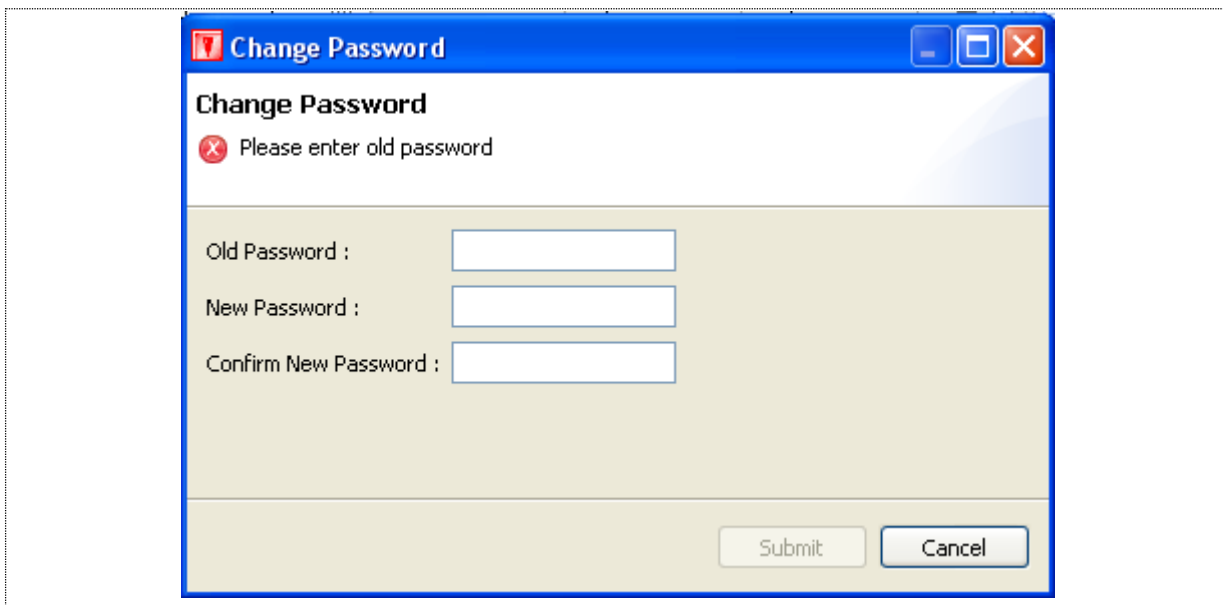 Change Password
Change Password
Please enter old password
Old Password :
New Password :
Confirm New Password :
Submit Cancel